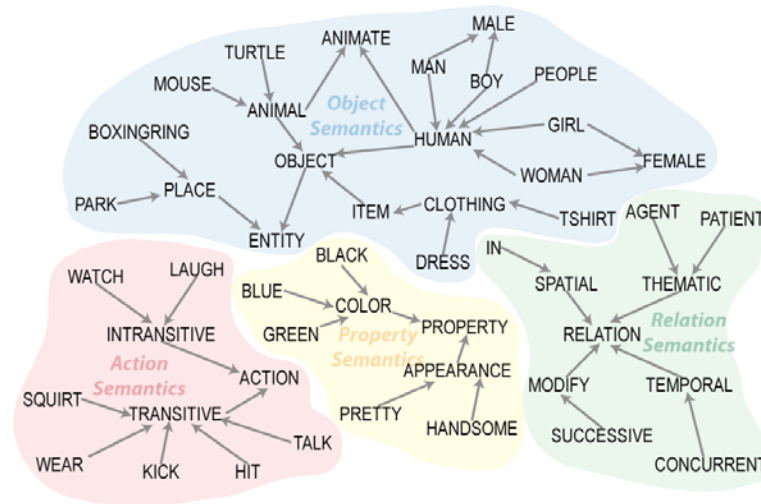 MALE
ANIMATE
TURTLE
MAN
PEOPLE
MOUSE
BOY
ANIMAL
Object
Semantics
BOXINGRING
GIRL
HUMAN
OBJECT
FEMALE
WOMAN
PLACE
PARK
ITEM
CLOTHING
TSHIRT
AGENT
PATIENT
ENTITY
BLACK
DRESS
IN
WATCH
LAUGH
SPATIAL
THEMATIC
BLUE
COLOR
GREEN
Property
Semantics
PROPERTY
INTRANSITIVE
RELATION
Relation
Semantics
Action
Semantics
ACTION
APPEARANCE
MODIFY
TEMPORAL
SQUIRT
TRANSITIVE
PRETTY
HANDSOME
TALK
SUCCESSIVE
WEAR
KICK
HIT
CONCURRENT